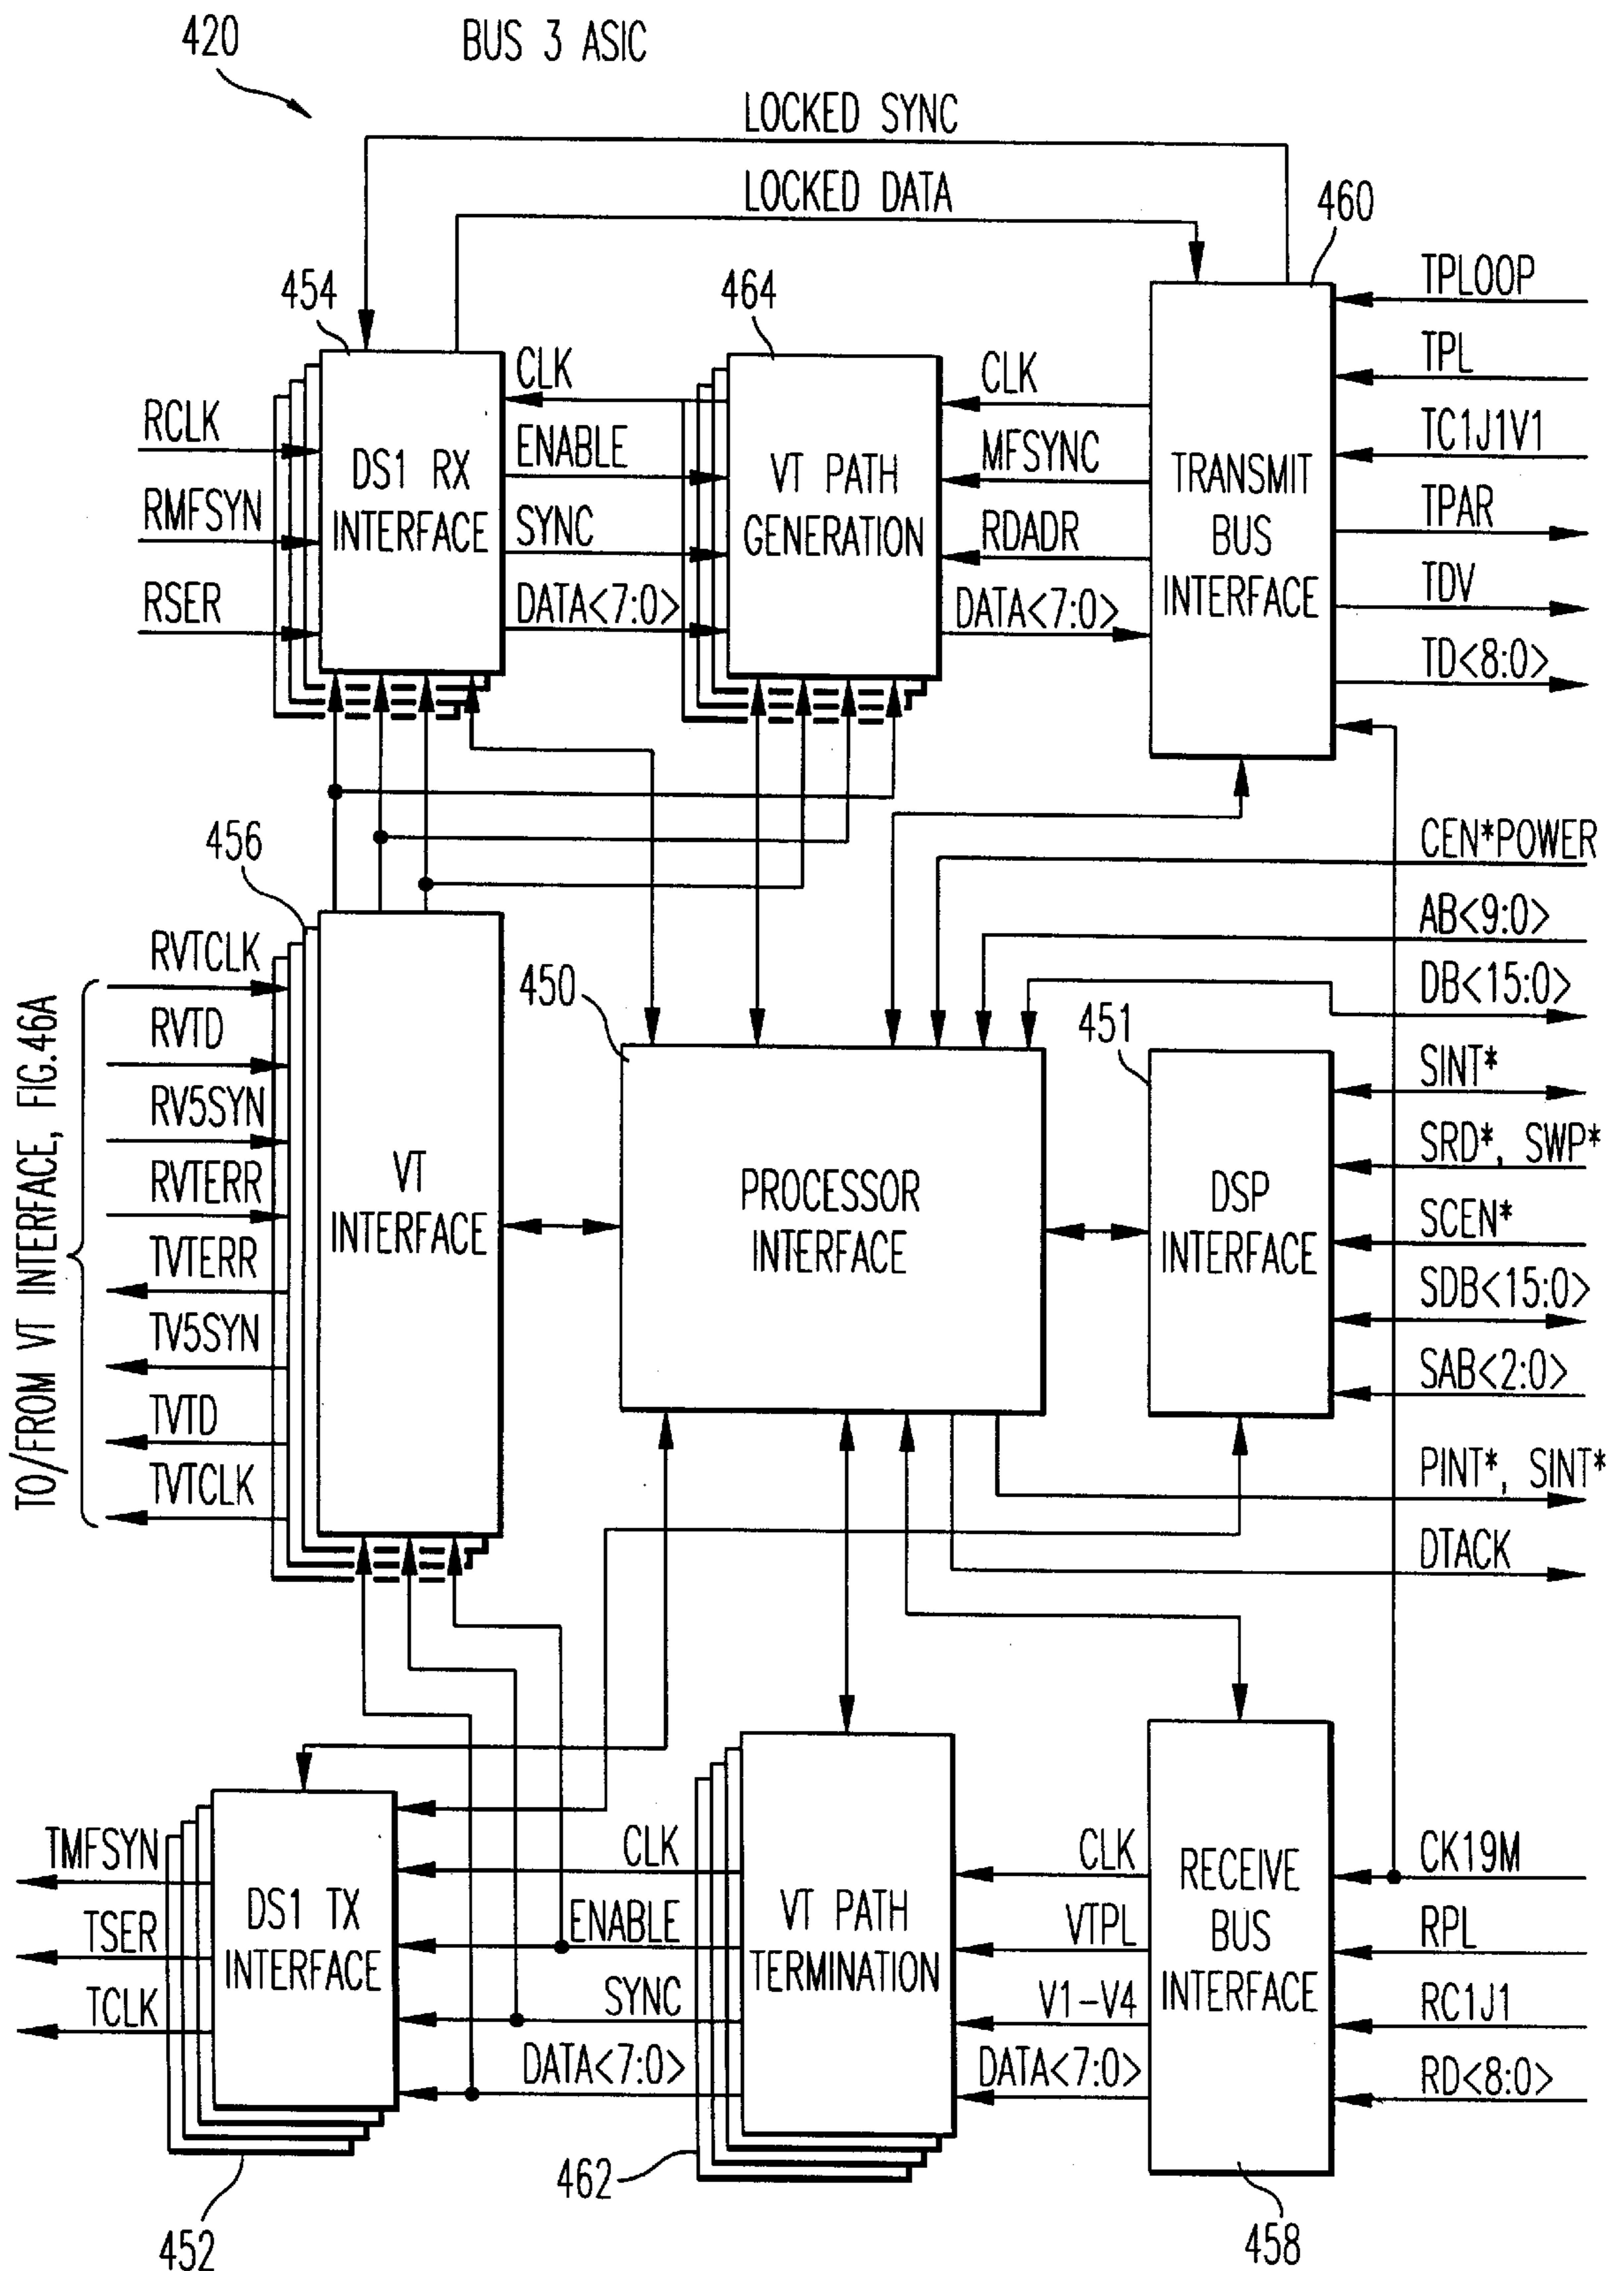 420
BUS 3 ASIC
LOCKED SYNC
LOCKED DATA
460
454
464
TPLOOP
TPL
TC1J1V1
TPAR
TDV
TD<8:0>
RCLK
RMFSYN
RSER
DS1 RX
INTERFACE
CLK
ENABLE
SYNC
DATA<7:0>
VT PATH
GENERATION
CLK
MFSYNC
RDADR
DATA<7:0>
TRANSMIT
BUS
INTERFACE
456
CEN*POWER
AB<9:0>
DB<15:0>
450
451
TO/FROM VT INTERFACE, FIG.46A
RVTCLK
RVTD
RV5SYN
RVTERR
TVTERR
TV5SYN
TVTD
TVTCLK
VT
INTERFACE
PROCESSOR
INTERFACE
DSP
INTERFACE
SINT*
SRD*, SWP*
SCEN*
SDB<15:0>
SAB<2:0>
PINT*, SINT*
DTACK
TMFSYN
TSER
TCLK
DS1 TX
INTERFACE
CLK
ENABLE
SYNC
DATA<7:0>
VT PATH
TERMINATION
CLK
VTPL
V1-V4
DATA<7:0>
RECEIVE
BUS
INTERFACE
CK19M
RPL
RC1J1
RD<8:0>
452
462
458